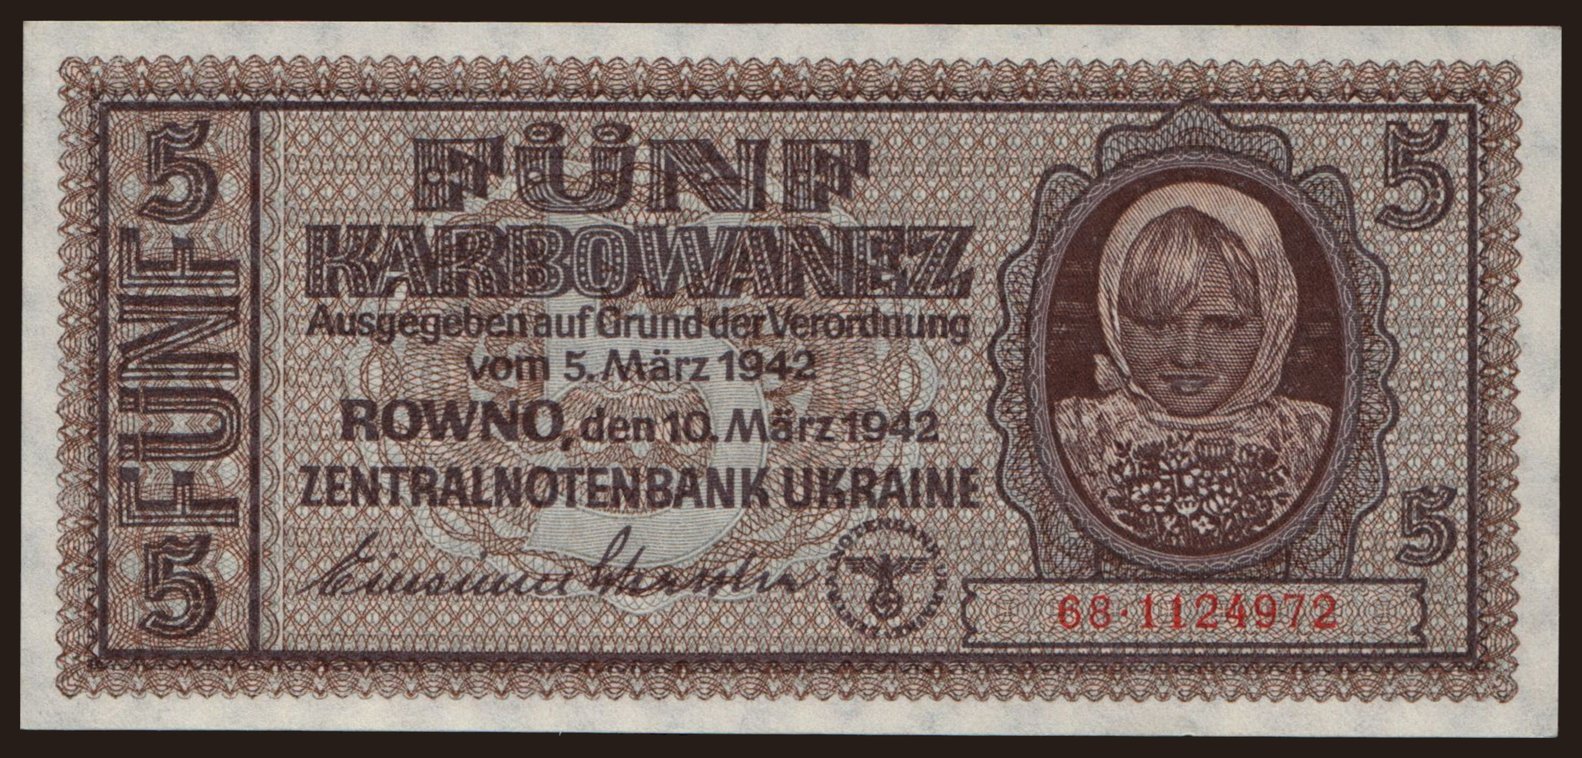 5
FÜNF
5
FÜNF
KARBOWANEZ
Ausgegeben auf Grund der Verordnung
vom 5. März 1942
ROWNO, den 10. März 1942
ZENTRALNOTENBANK UKRAINE
5
5
68·1124972